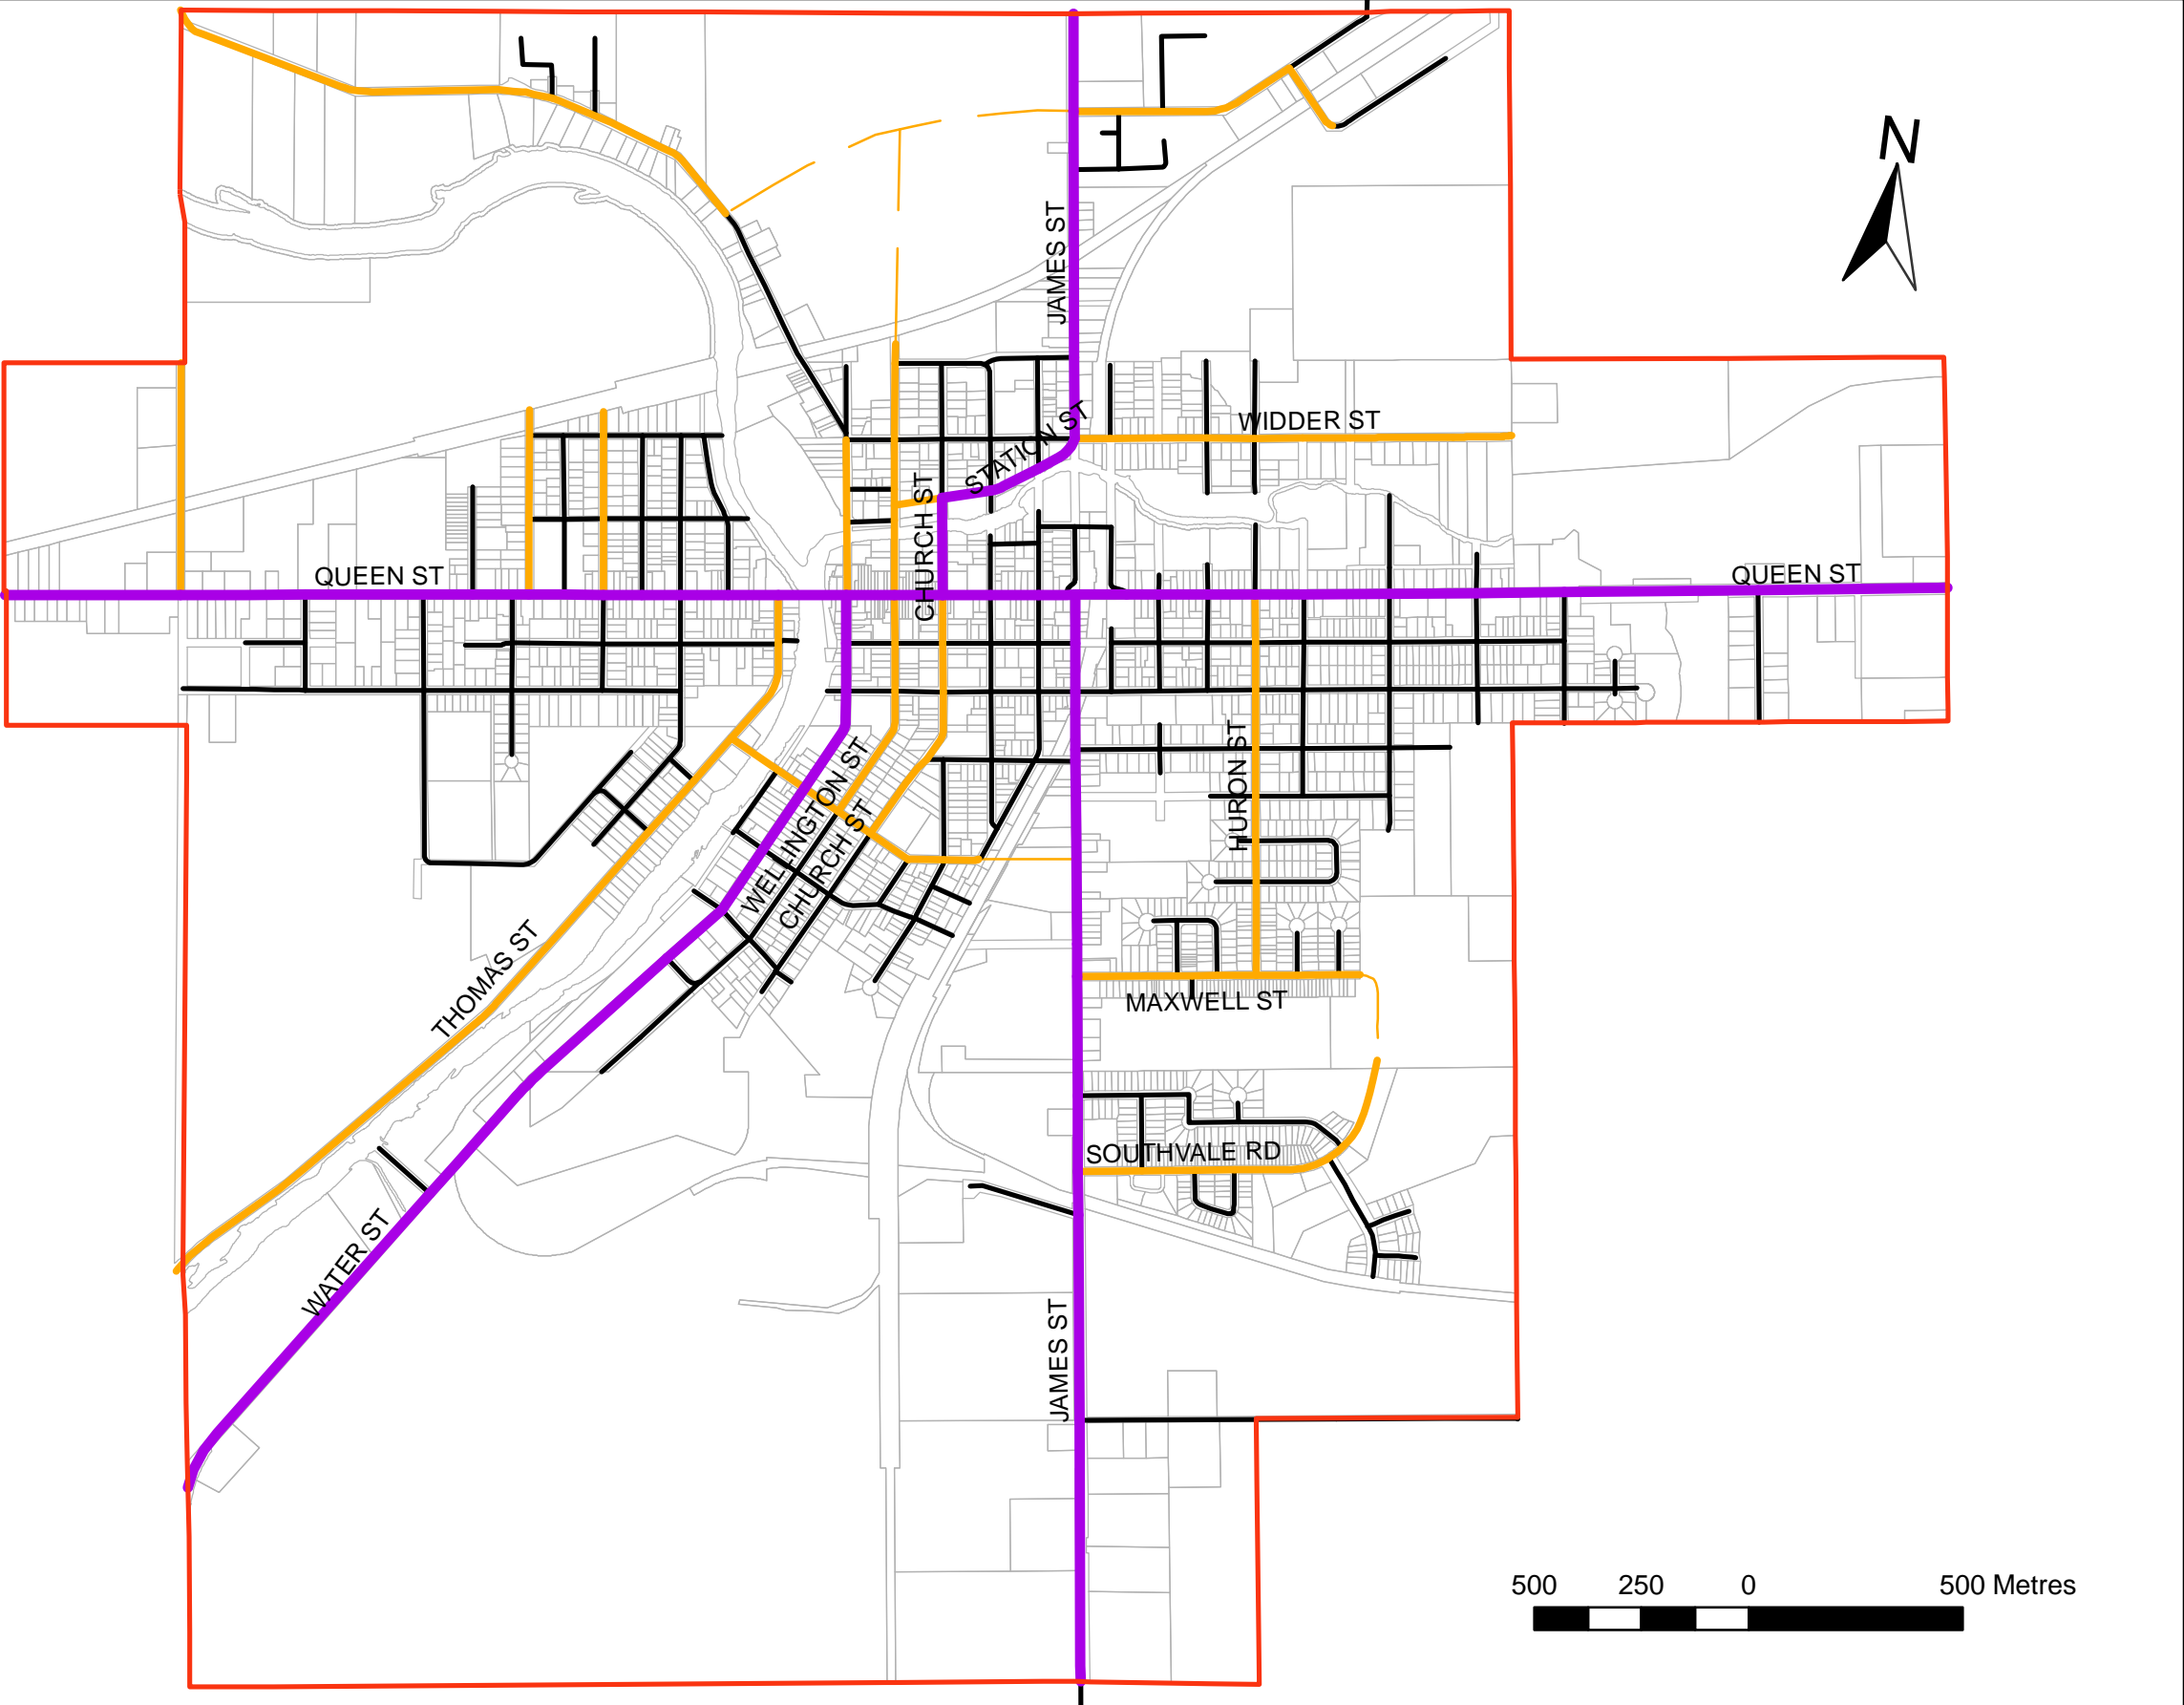 N
JAMES ST
WIDDER ST
STATION ST
CHURCH ST
QUEEN ST
QUEEN ST
HURON ST
WELLINGTON ST
CHURCH ST
THOMAS ST
MAXWELL ST
SOUTHVALE RD
WATER ST
JAMES ST
500 250 0 500 Metres